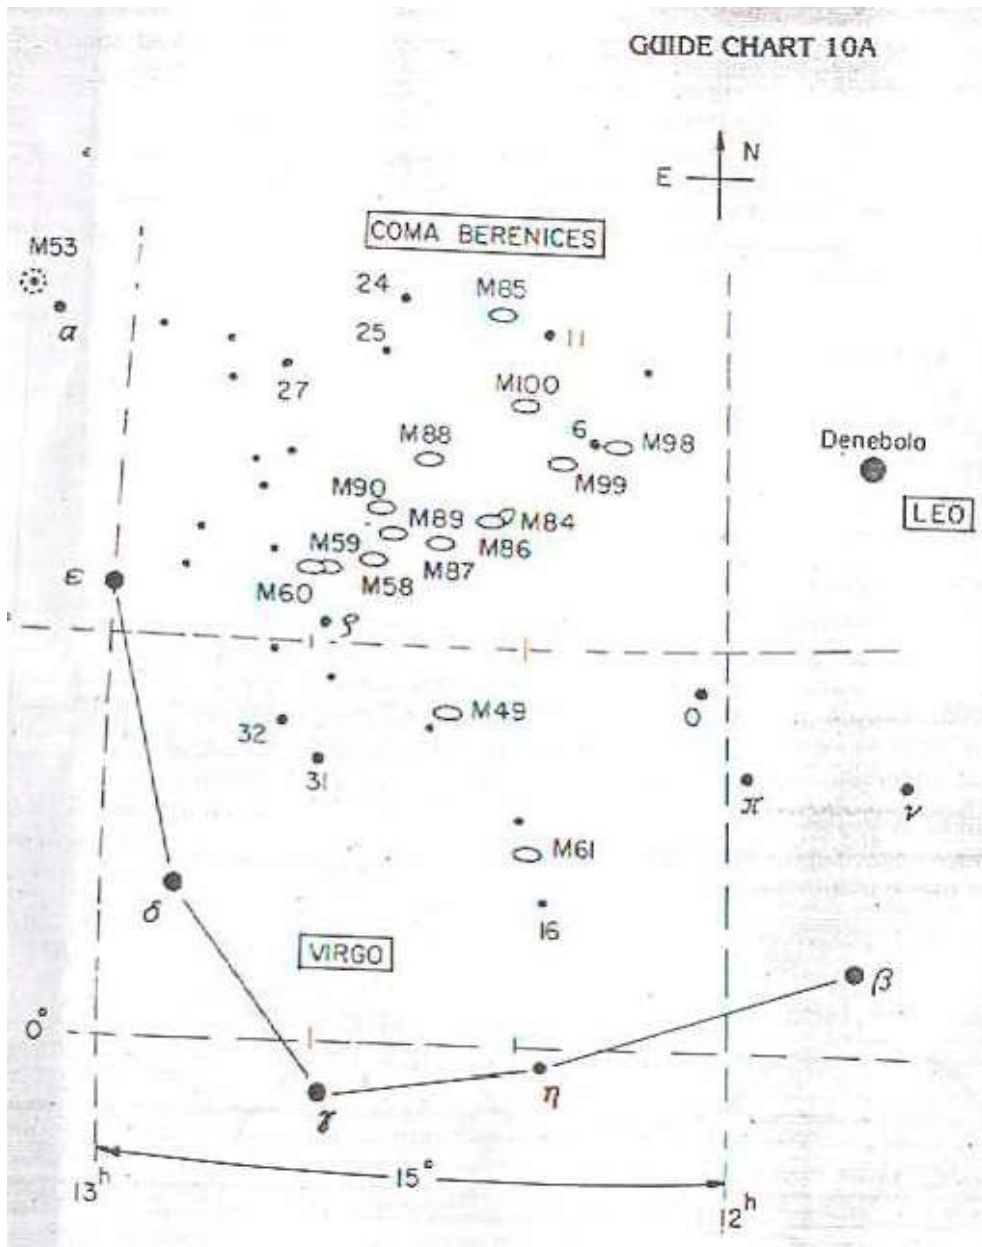 GUIDE CHART 10A
N
E
COMA BERENICES
M53
α
24
M85
25
11
27
M100
6
M98
M88
M99
Denebola
LEO
M90
M89
M84
M86
M59
M87
M58
M60
ε
ρ
M49
32
31
O
π
ν
M61
16
δ
VIRGO
β
0°
γ
η
15°
13h
12h